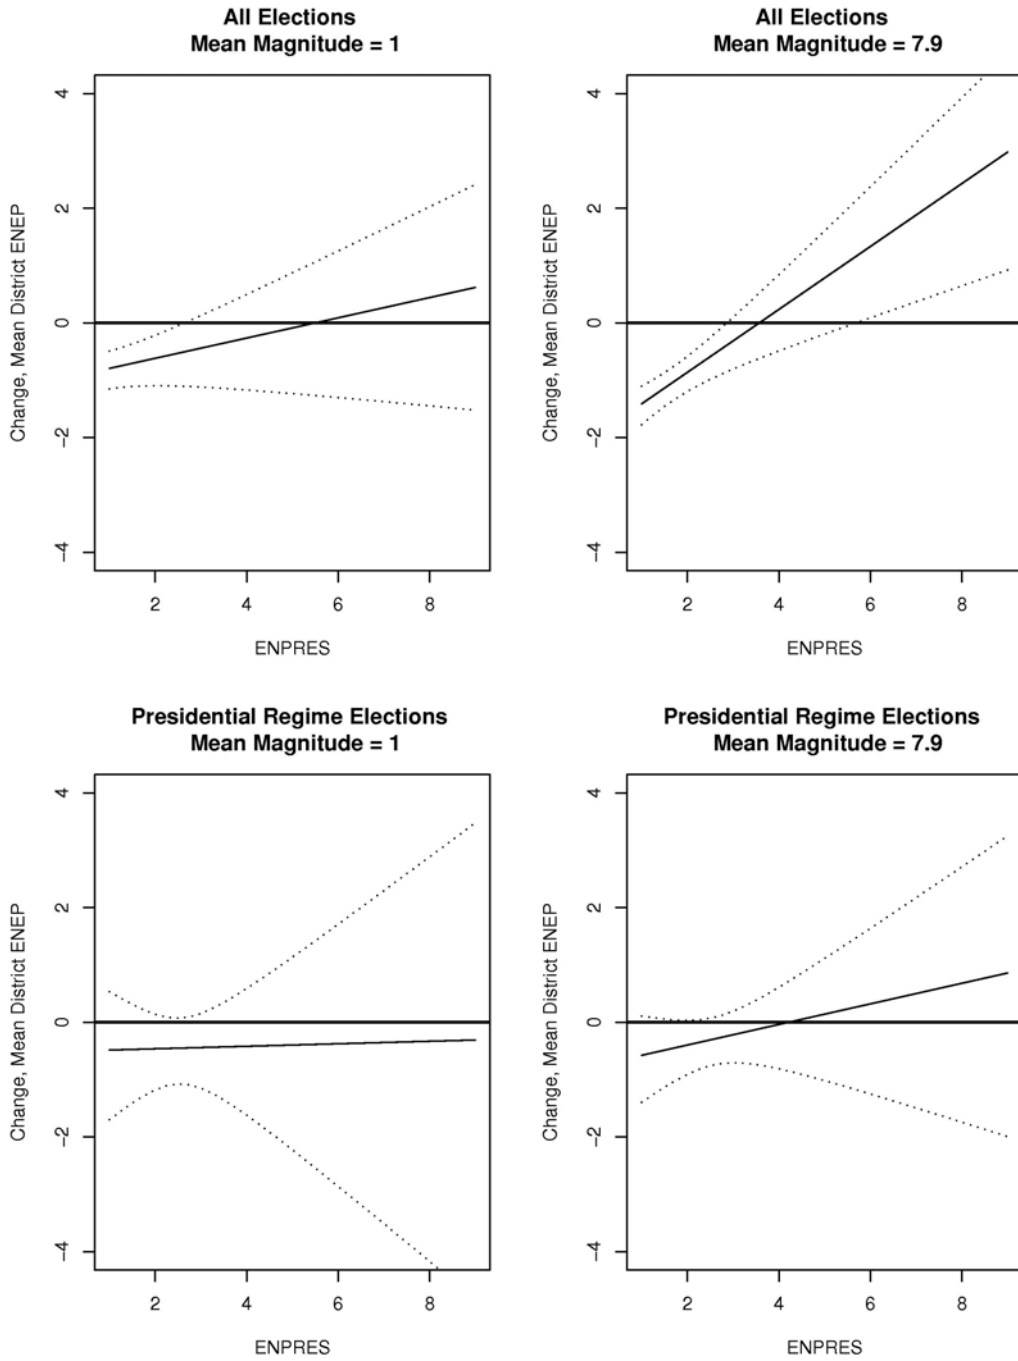 All Elections
Mean Magnitude = 1
4
2
0
−2
−4
Change, Mean District ENEP
2 4 6 8
ENPRES
All Elections
Mean Magnitude = 7.9
4
2
0
−2
−4
Change, Mean District ENEP
2 4 6 8
ENPRES
Presidential Regime Elections
Mean Magnitude = 1
4
2
0
−2
−4
Change, Mean District ENEP
2 4 6 8
ENPRES
Presidential Regime Elections
Mean Magnitude = 7.9
4
2
0
−2
−4
Change, Mean District ENEP
2 4 6 8
ENPRES